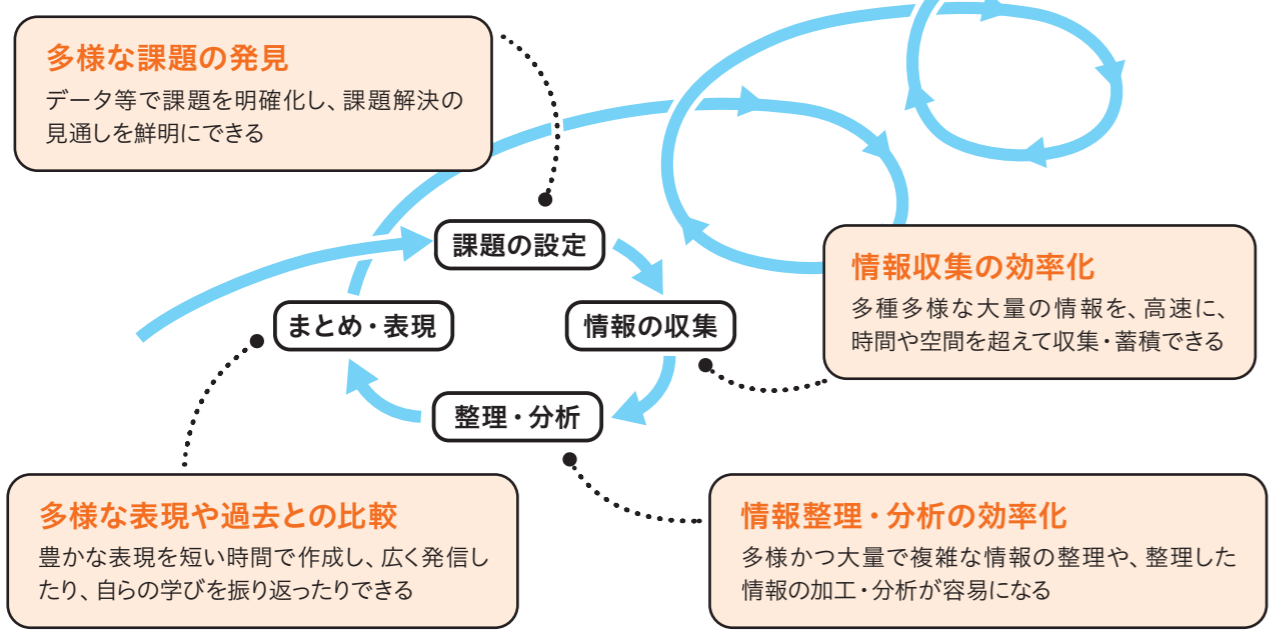 多様な課題の発見
データ等で課題を明確化し、課題解決の
見通しを鮮明にできる
課題の設定
情報の収集
整理・分析
まとめ・表現
情報収集の効率化
多種多様な大量の情報を、高速に、
時間や空間を超えて収集・蓄積できる
多様な表現や過去との比較
豊かな表現を短い時間で作成し、広く発信し
たり、自らの学びを振り返ったりできる
情報整理・分析の効率化
多様かつ大量で複雑な情報の整理や、整理した
情報の加工・分析が容易になる